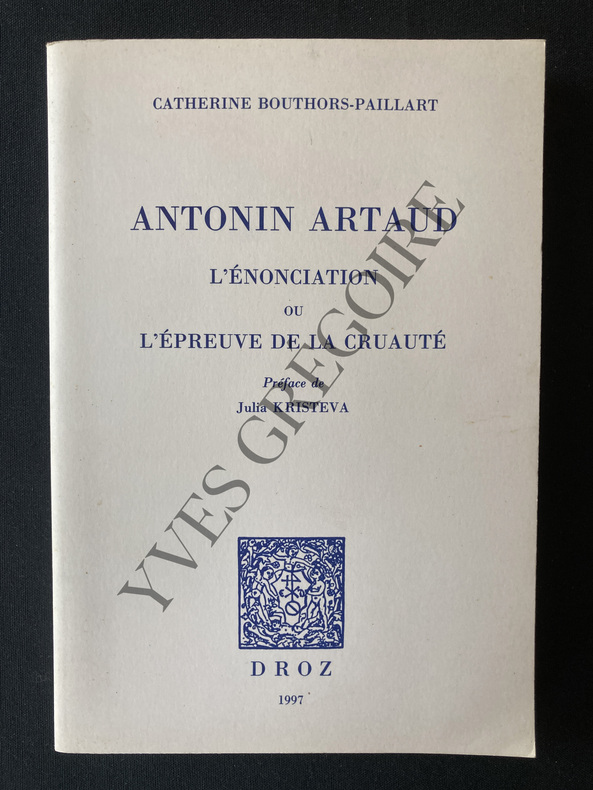 CATHERINE BOUTHORS-PAILLART
ANTONIN ARTAUD
L'ÉNONCIATION
OU
L'ÉPREUVE DE LA CRUAUTÉ
Préface de
Julia KRISTEVA
YVES GREGOIRE
DROZ
1997